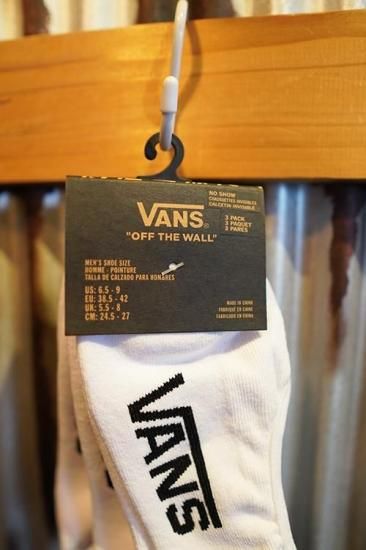 NO SHOW
CHAUSSETTES INVISIBLES
CALCETIN INVISIBLE
3 PACK
3 PAQUET
3 PARES
VANS®
"OFF THE WALL"
MEN'S SHOE SIZE
HOMME - POINTURE
TALLA DE CALZADO PARA HOMBRES
US: 6.5 - 9
EU: 38.5 - 42
UK: 5.5 - 8
CM: 24.5 - 27
MADE IN CHINA
FABRIQUÉ EN CHINE
FABRICADO EN CHINA
VANS